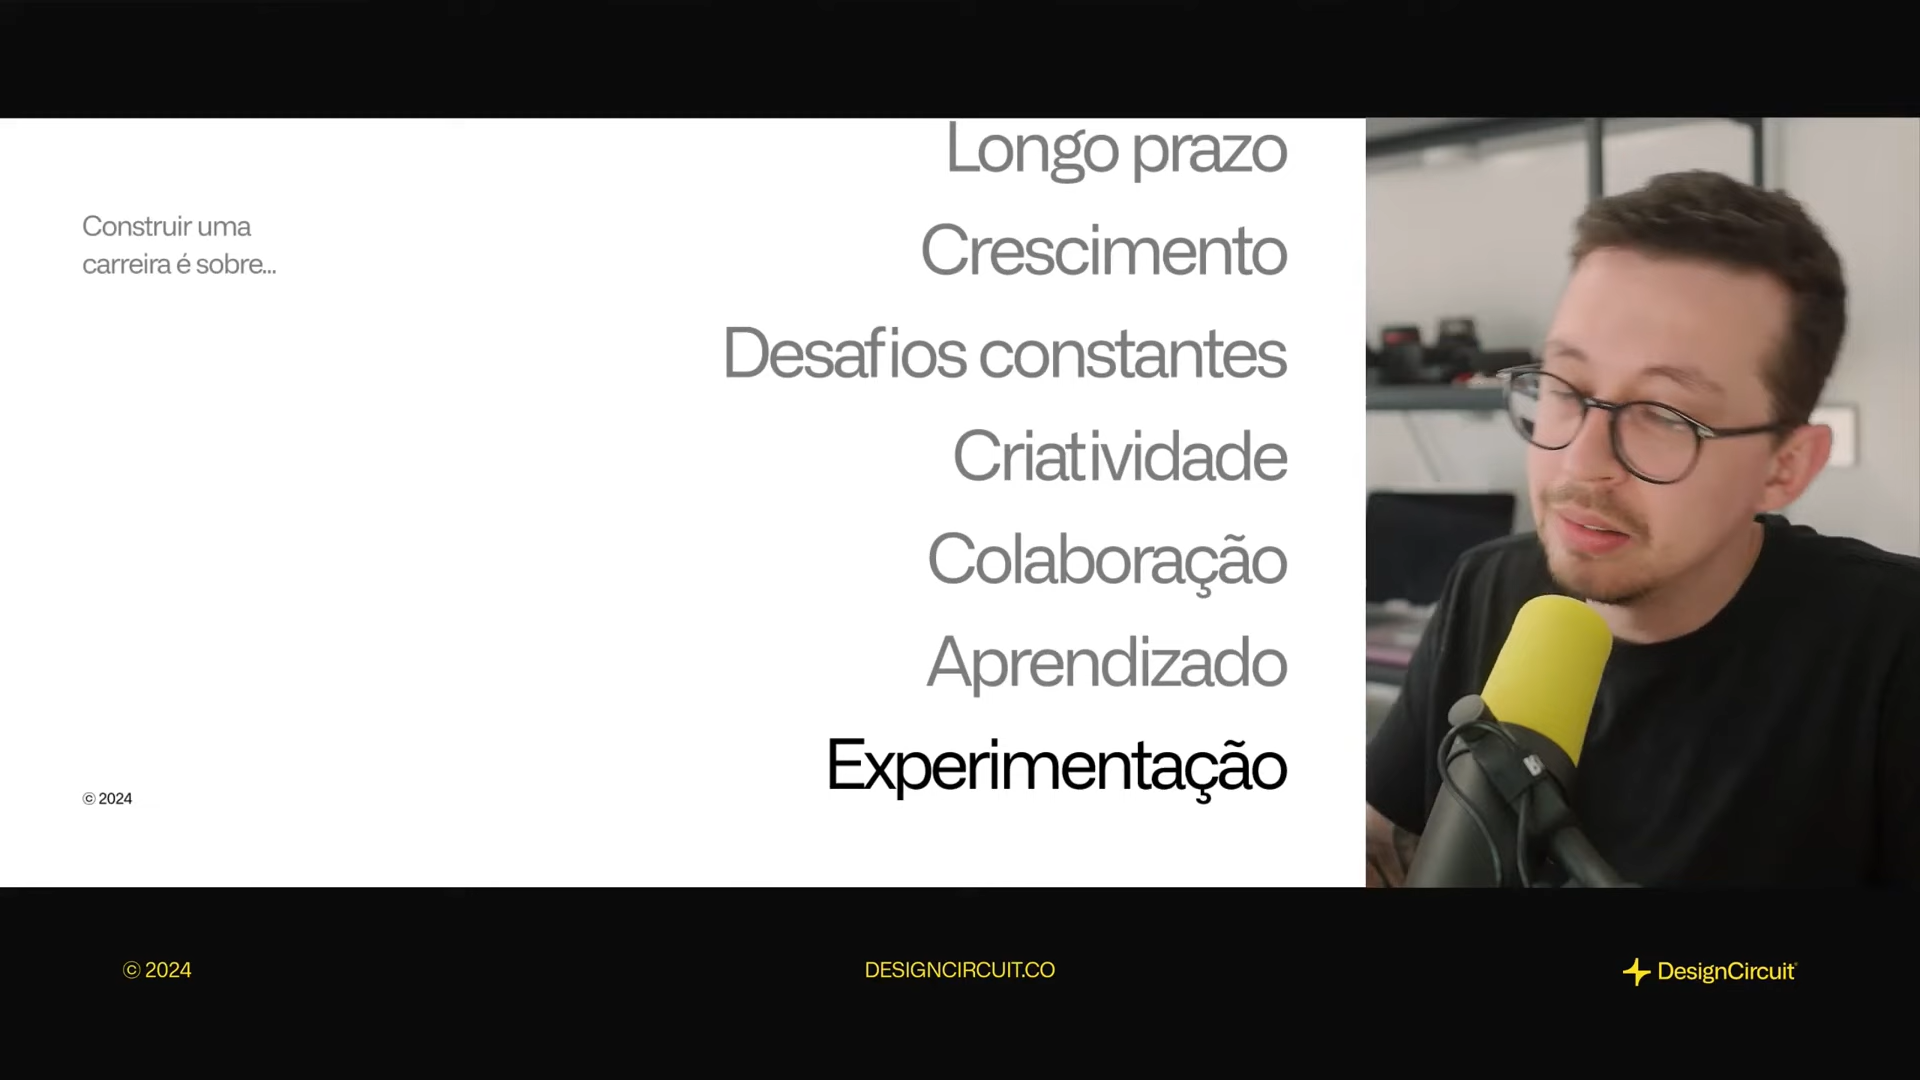 Construir uma
carreira é sobre...
Longo prazo
Crescimento
Desafios constantes
Criatividade
Colaboração
Aprendizado
Experimentação
© 2024
© 2024
DESIGNCIRCUIT.CO
DesignCircuit